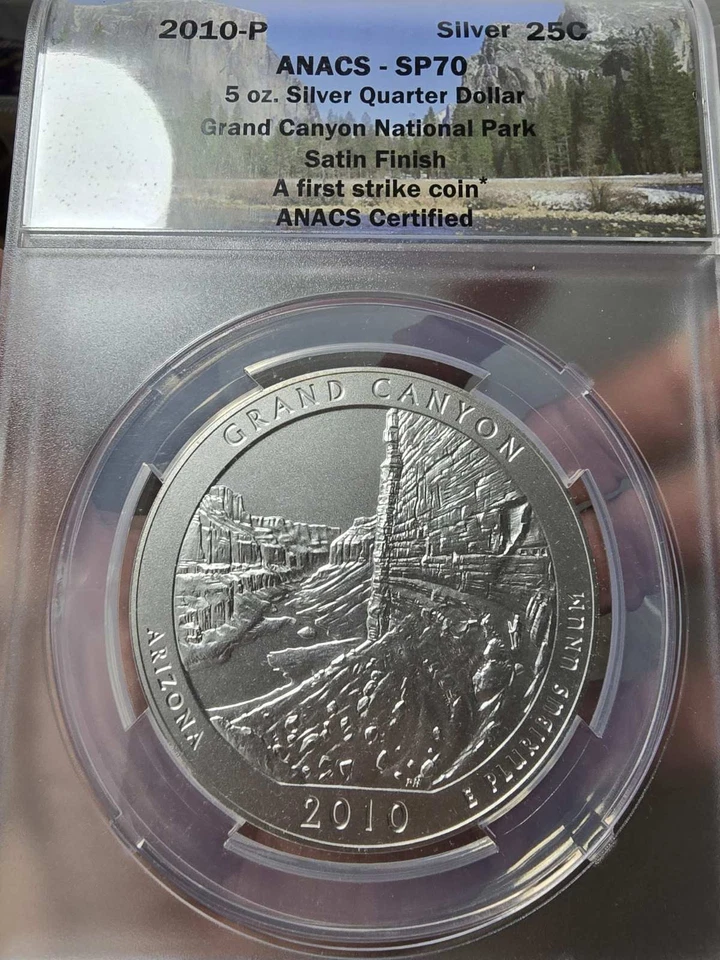 2010-P Silver 25C
ANACS - SP70
5 oz. Silver Quarter Dollar
Grand Canyon National Park
Satin Finish
A first strike coin*
ANACS Certified
GRAND CANYON
ARIZONA
E PLURIBUS UNUM
PH
2010